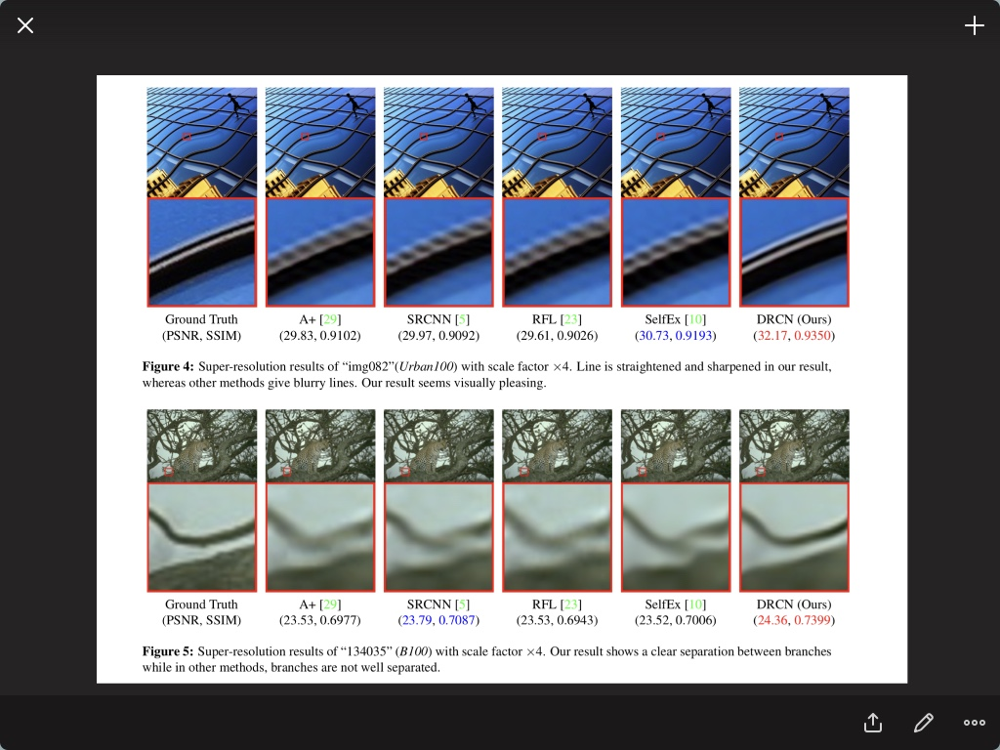 Ground Truth A+ [29] SRCNN [5] RFL [23] SelfEx [10] DRCN (Ours)
(PSNR, SSIM) (29.83, 0.9102) (29.97, 0.9092) (29.61, 0.9026) (30.73, 0.9193) (32.17, 0.9350)
Figure 4: Super-resolution results of “img082”(Urban100) with scale factor ×4. Line is straightened and sharpened in our result,
whereas other methods give blurry lines. Our result seems visually pleasing.
Ground Truth A+ [29] SRCNN [5] RFL [23] SelfEx [10] DRCN (Ours)
(PSNR, SSIM) (23.53, 0.6977) (23.79, 0.7087) (23.53, 0.6943) (23.52, 0.7006) (24.36, 0.7399)
Figure 5: Super-resolution results of “134035” (B100) with scale factor ×4. Our result shows a clear separation between branches
while in other methods, branches are not well separated.